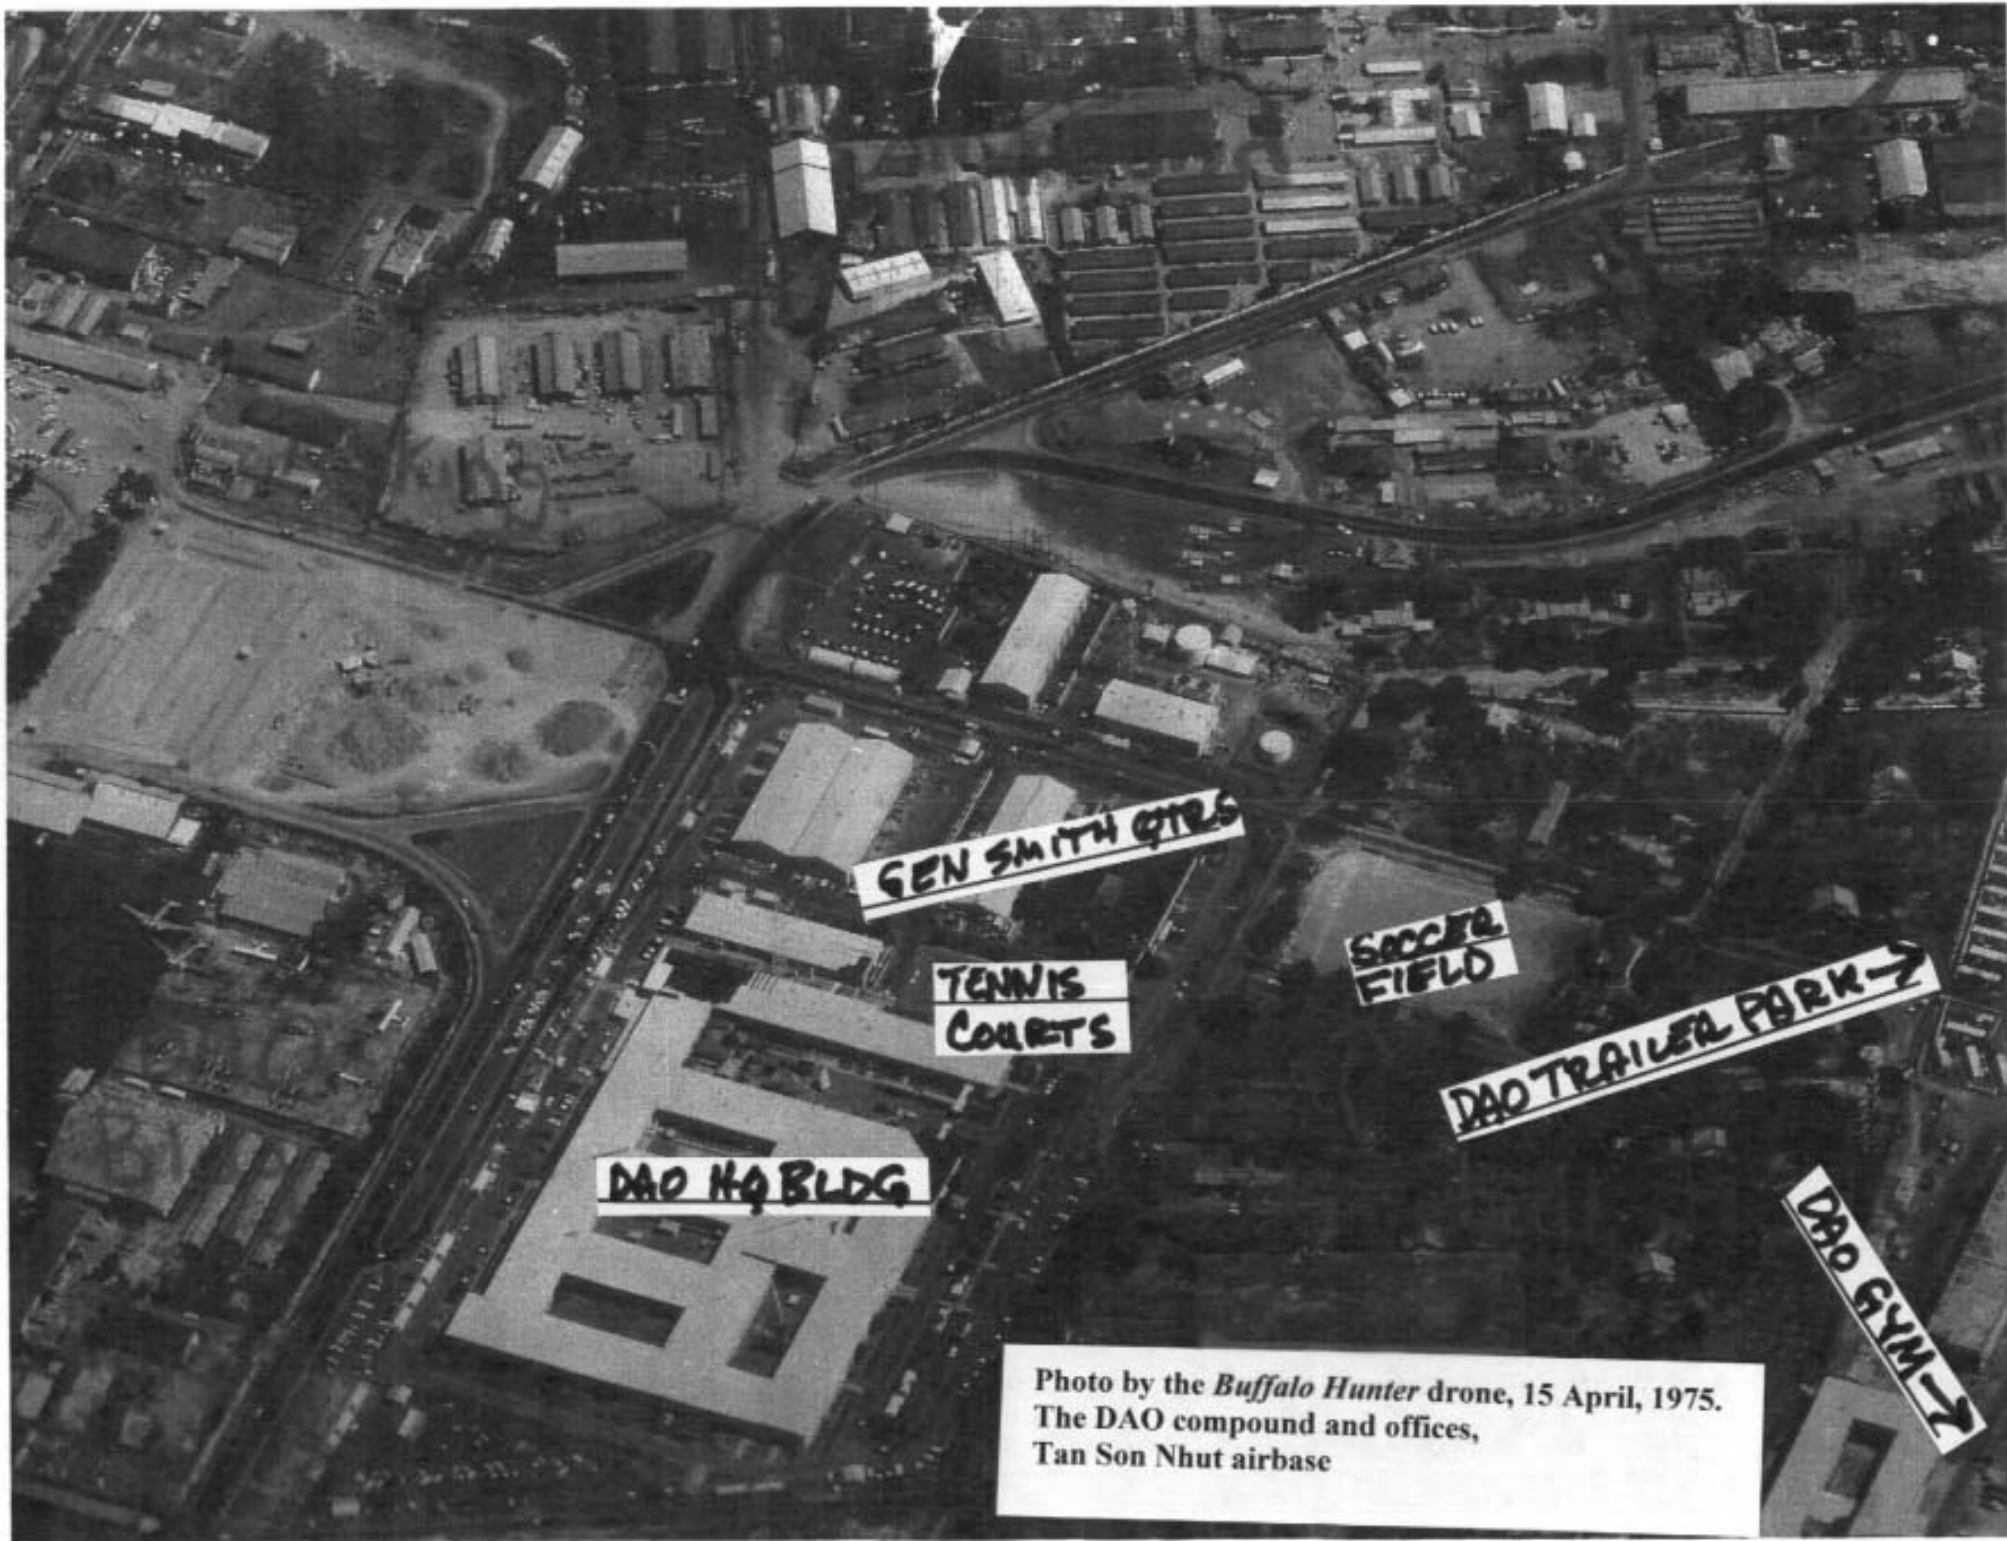 GEN SMITH QTRS
SOCCER
FIELD
TENNIS
COURTS
DAO TRAILER PARK→
DAO HQ BLDG
DAO GYM→
Photo by the Buffalo Hunter drone, 15 April, 1975.
The DAO compound and offices,
Tan Son Nhut airbase